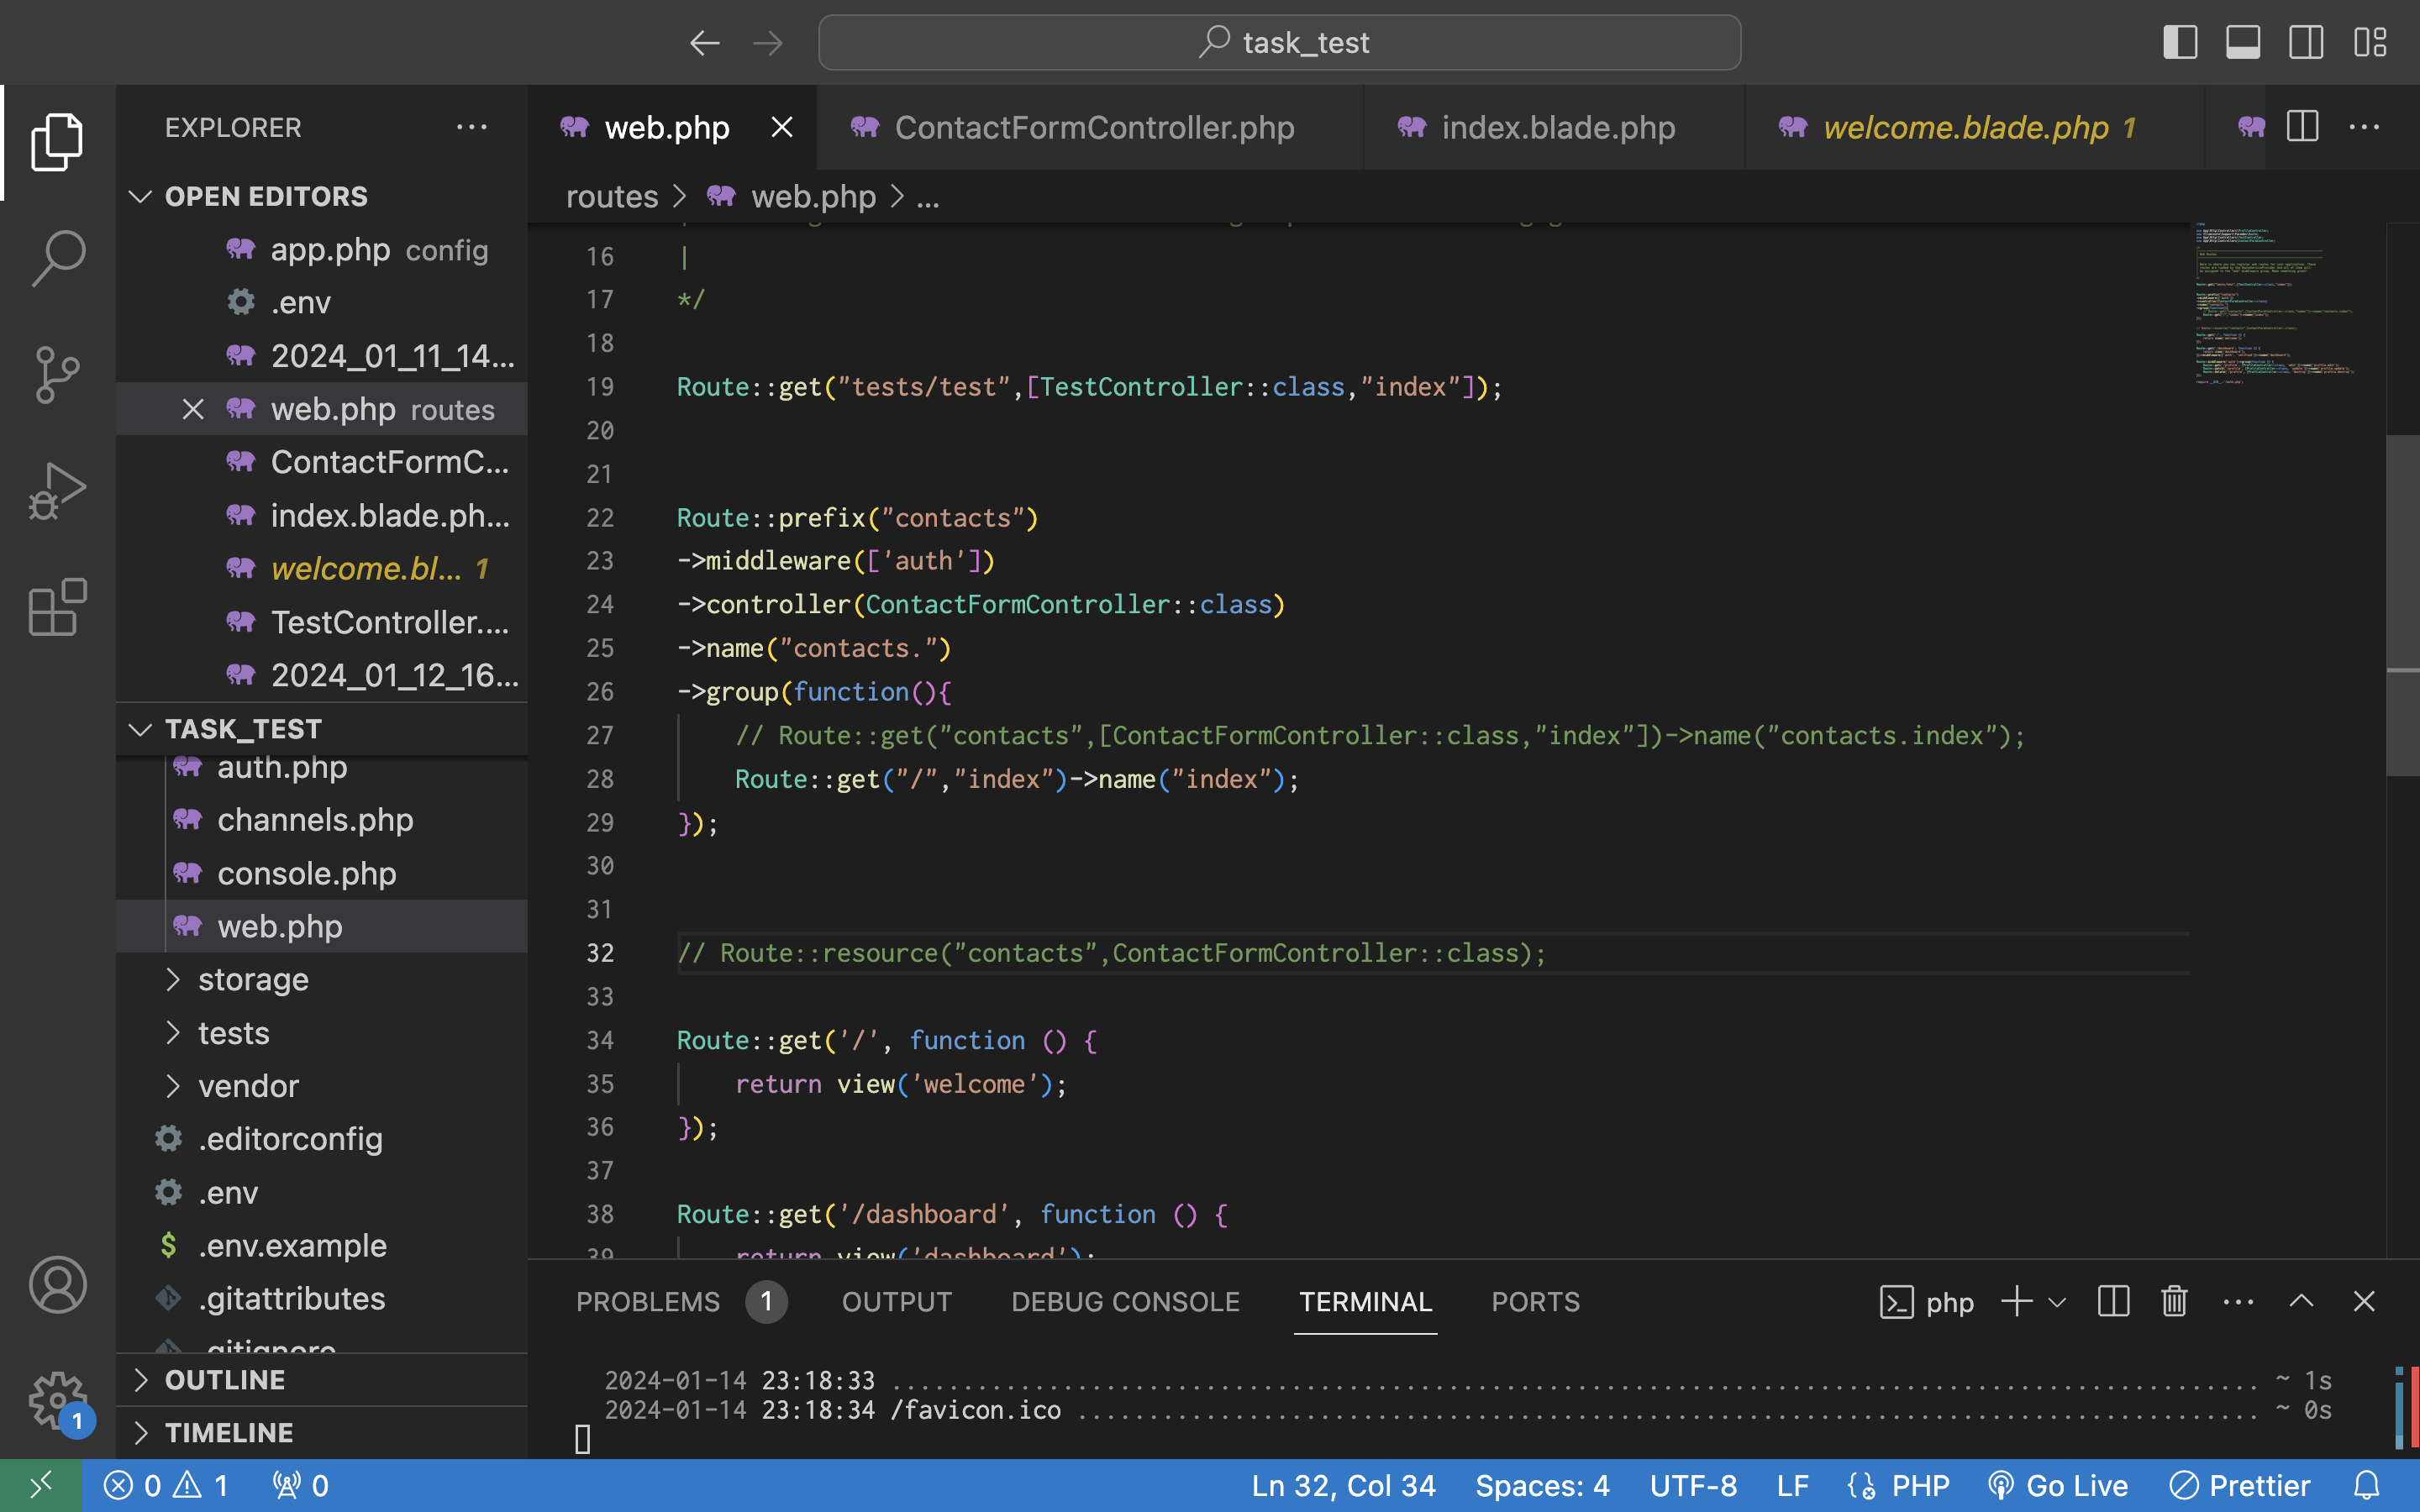 task_test
EXPLORER
OPEN EDITORS
app.php config
.env
2024_01_11_14...
web.php routes
ContactFormC...
index.blade.ph...
welcome.bl... 1
TestController....
2024_01_12_16...
TASK_TEST
auth.php
channels.php
console.php
web.php
storage
tests
vendor
.editorconfig
.env
.env.example
.gitattributes
.gitignore
OUTLINE
TIMELINE
web.php
ContactFormController.php
index.blade.php
welcome.blade.php 1
routes > web.php > ...
16 |
17 */
18
19 Route::get("tests/test",[TestController::class,"index"]);
20
21
22 Route::prefix("contacts")
23 ->middleware(['auth'])
24 ->controller(ContactFormController::class)
25 ->name("contacts.")
26 ->group(function(){
27 // Route::get("contacts",[ContactFormController::class,"index"])->name("contacts.index");
28 Route::get("/","index")->name("index");
29 });
30
31
32 // Route::resource("contacts",ContactFormController::class);
33
34 Route::get('/', function () {
35 return view('welcome');
36 });
37
38 Route::get('/dashboard', function () {
39 return view('dashboard');
PROBLEMS 1 OUTPUT DEBUG CONSOLE TERMINAL PORTS
php
2024-01-14 23:18:33 ........................................ ~ 1s
2024-01-14 23:18:34 /favicon.ico ........................................ ~ 0s
1
0 1 0
Ln 32, Col 34 Spaces: 4 UTF-8 LF PHP Go Live Prettier